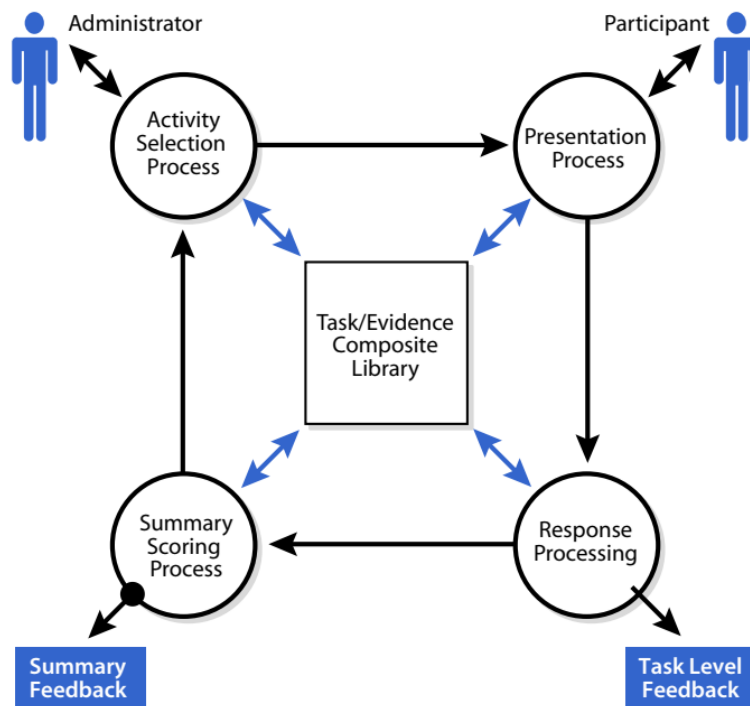 Administrator
Participant
Activity
Selection
Process
Presentation
Process
Task/Evidence
Composite
Library
Summary
Scoring
Process
Response
Processing
Summary
Feedback
Task Level
Feedback